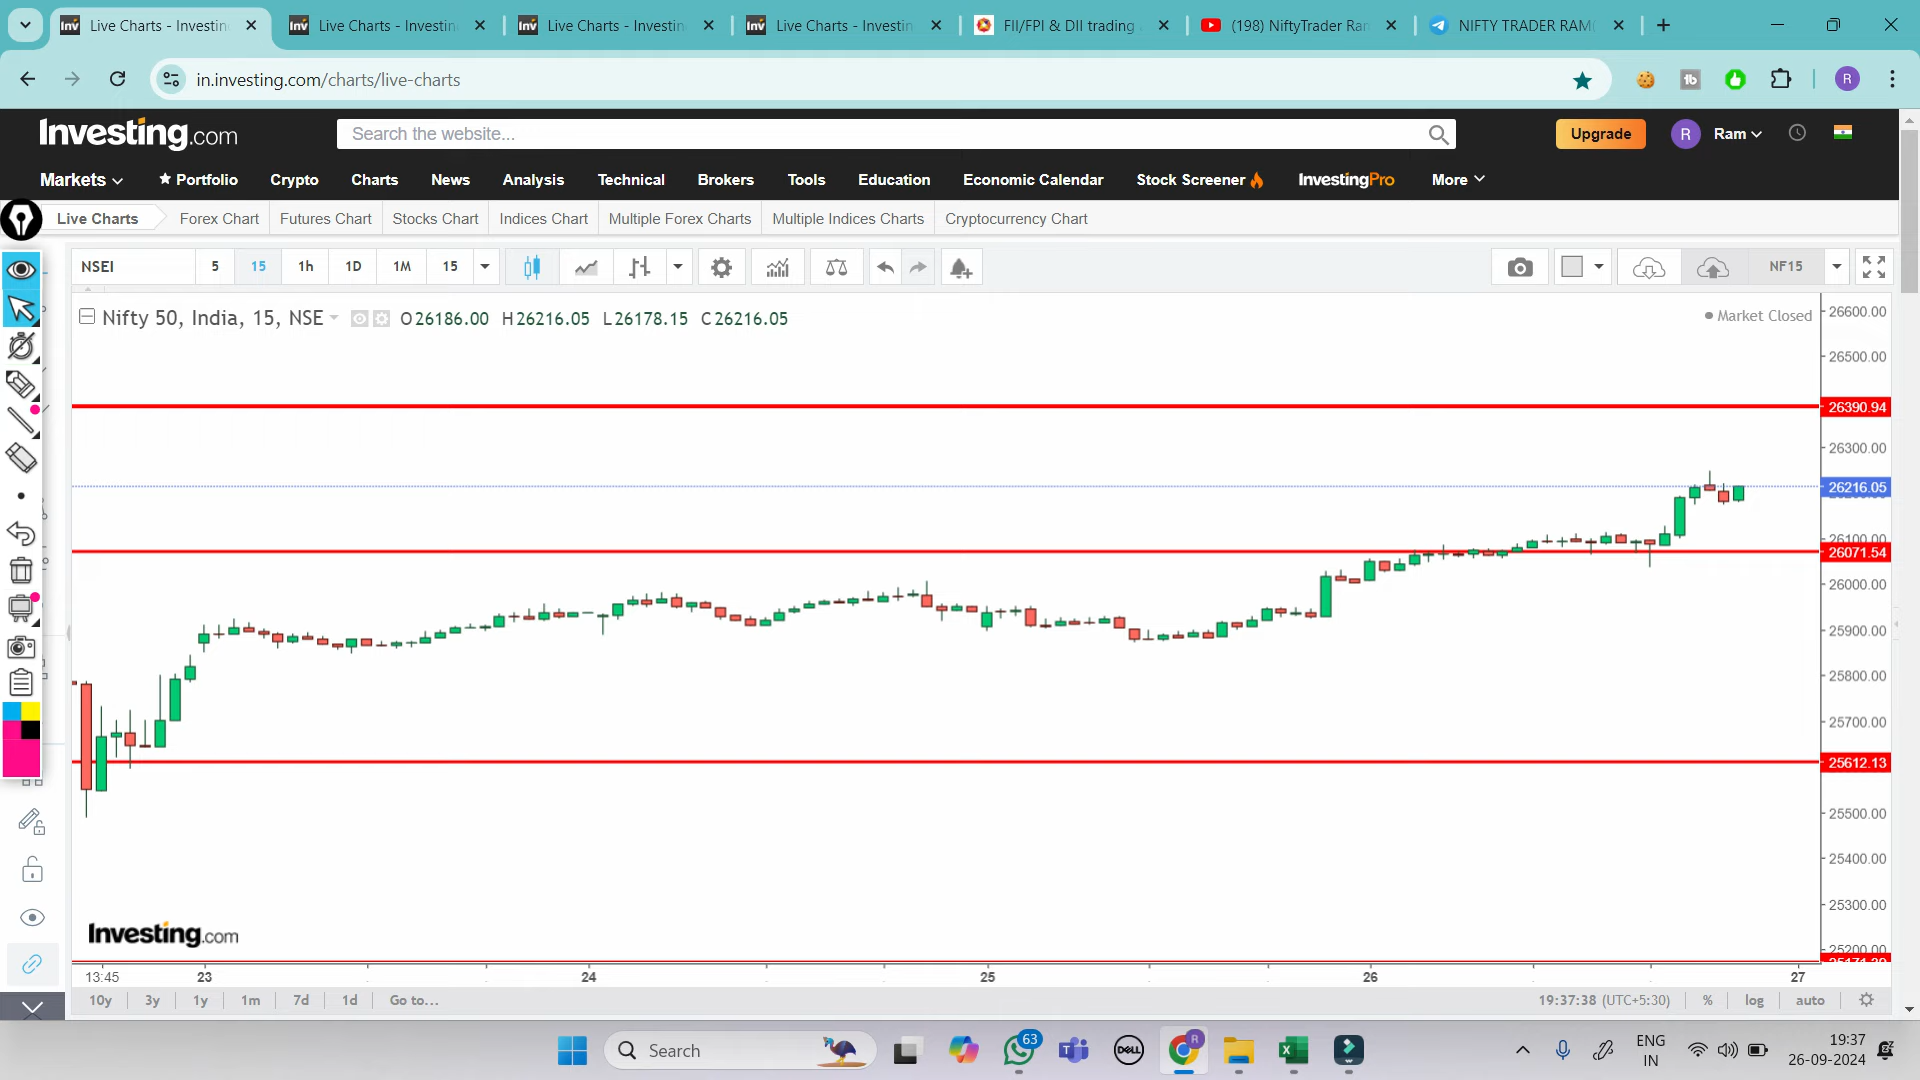 Live Charts - Investin
Live Charts - Investin
Live Charts - Investin
Live Charts - Investin
FII/FPI & DII trading
(198) NiftyTrader Ram
NIFTY TRADER RAM
in.investing.com/charts/live-charts
R
Investing.com
Search the website...
Upgrade
R
Ram
Markets
Portfolio
Crypto
Charts
News
Analysis
Technical
Brokers
Tools
Education
Economic Calendar
Stock Screener
InvestingPro
More
Live Charts
Forex Chart
Futures Chart
Stocks Chart
Indices Chart
Multiple Forex Charts
Multiple Indices Charts
Cryptocurrency Chart
NSEI
5
15
1h
1D
1M
15
NF15
Nifty 50, India, 15, NSE
O26186.00 H26216.05 L26178.15 C26216.05
Market Closed
26600.00
26500.00
26390.94
26300.00
26216.05
26100.00
26071.54
26000.00
25900.00
25800.00
25700.00
25612.13
25500.00
25400.00
25300.00
25200.00
Investing.com
13:45
23
24
25
26
27
10y
3y
1y
1m
7d
1d
Go to...
19:37:38 (UTC+5:30)
%
log
auto
Search
63
DELL
R
ENG
IN
19:37
26-09-2024